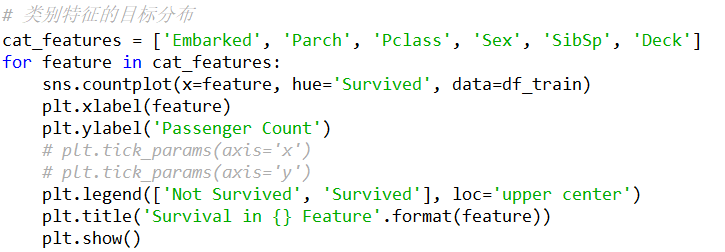 # 类别特征的目标分布
cat_features = ['Embarked', 'Parch', 'Pclass', 'Sex', 'SibSp', 'Deck']
for feature in cat_features:
    sns.countplot(x=feature, hue='Survived', data=df_train)
    plt.xlabel(feature)
    plt.ylabel('Passenger Count')
    # plt.tick_params(axis='x')
    # plt.tick_params(axis='y')
    plt.legend(['Not Survived', 'Survived'], loc='upper center')
    plt.title('Survival in {} Feature'.format(feature))
    plt.show()